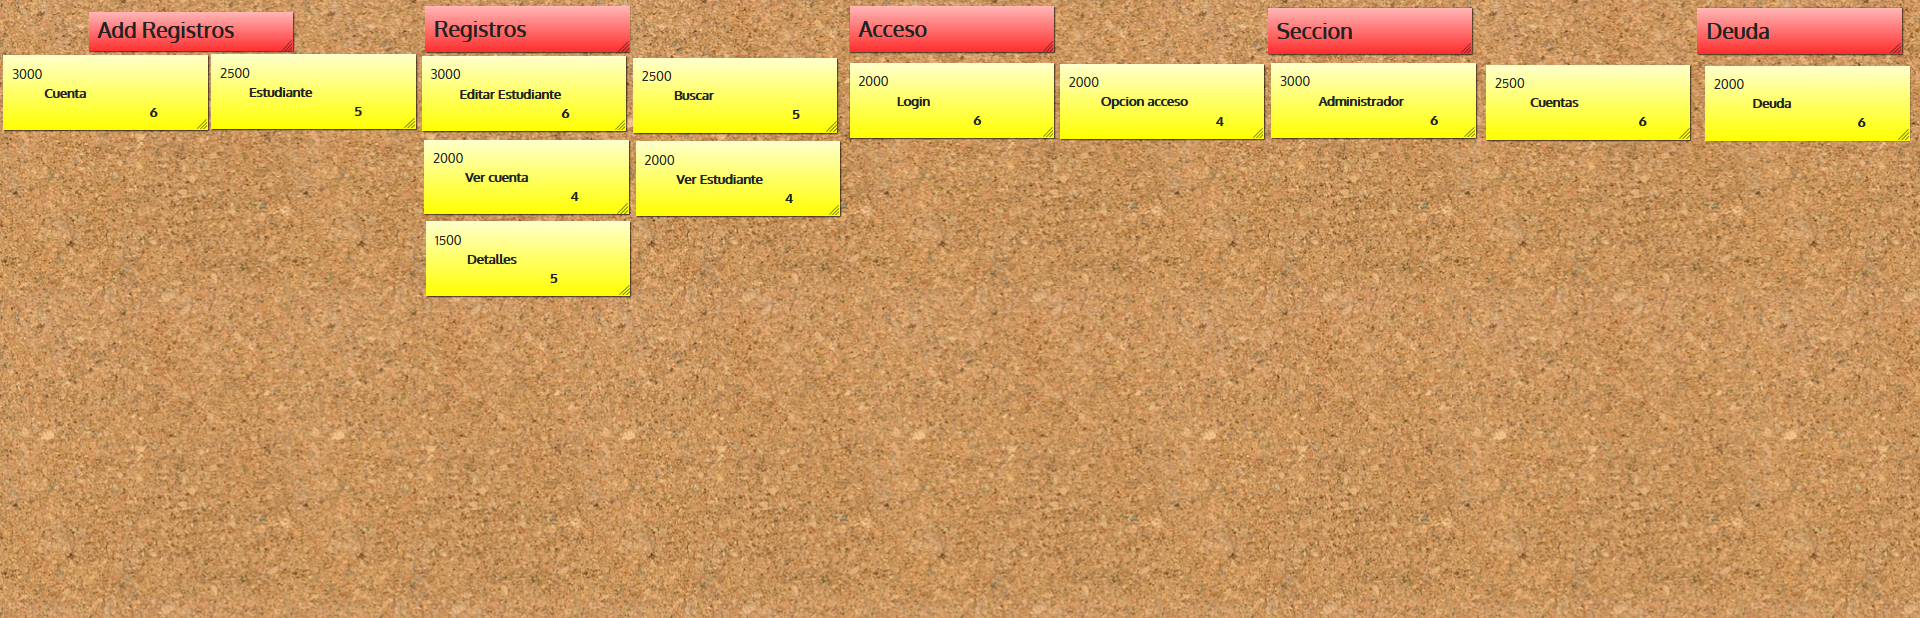 Add Registros
3000
Cuenta
6
2500
Estudiante
5
Registros
3000
Editar Estudiante
6
2500
Buscar
5
2000
Ver cuenta
4
2000
Ver Estudiante
4
1500
Detalles
5
Acceso
2000
Login
6
2000
Opcion acceso
4
Seccion
3000
Administrador
6
2500
Cuentas
6
Deuda
2000
Deuda
6